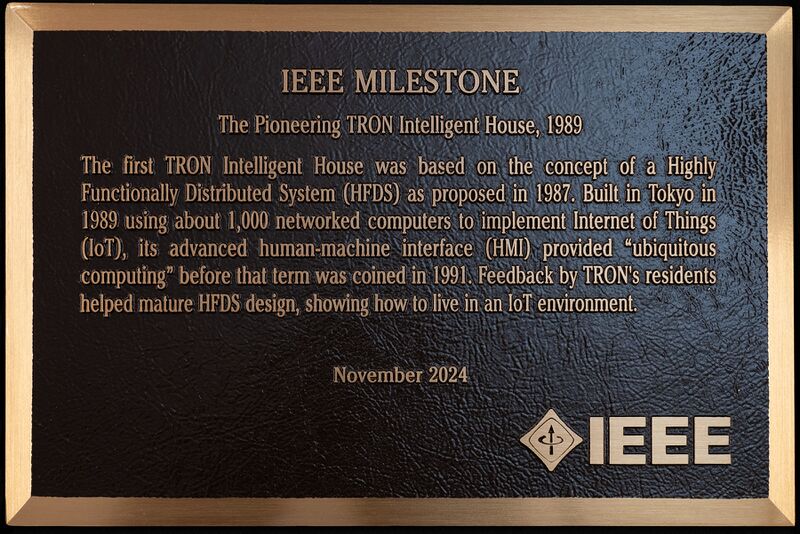 IEEE MILESTONE
The Pioneering TRON Intelligent House, 1989
The first TRON Intelligent House was based on the concept of a Highly
Functionally Distributed System (HFDS) as proposed in 1987. Built in Tokyo in
1989 using about 1,000 networked computers to implement Internet of Things
(IoT), its advanced human-machine interface (HMI) provided “ubiquitous
computing” before that term was coined in 1991. Feedback by TRON's residents
helped mature HFDS design, showing how to live in an IoT environment.
November 2024
IEEE